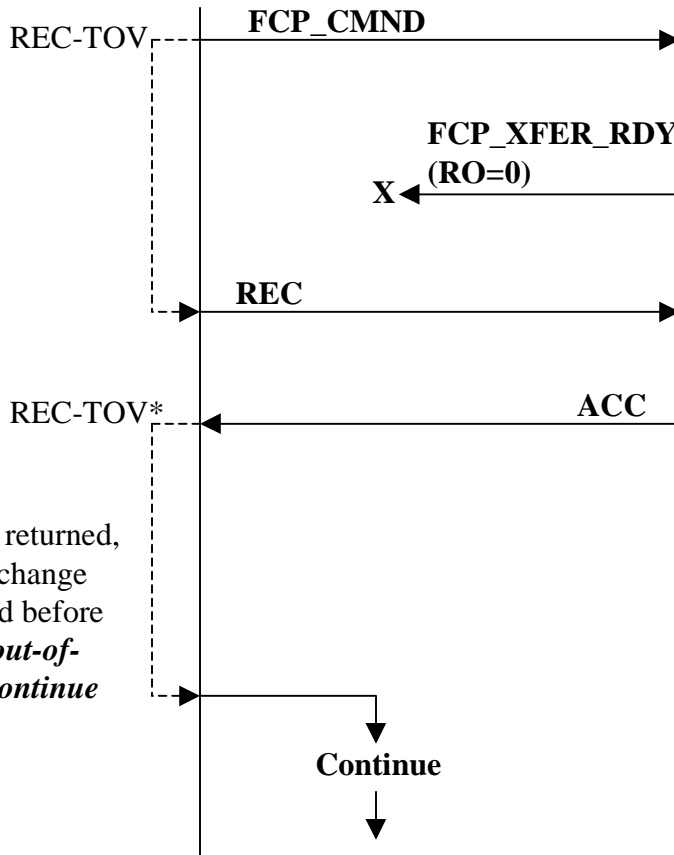 FCP_CMND
REC-TOV
FCP_XFER_RDY
(RO=0)
X
REC
REC-TOV*
ACC
returned,
change
d before
out-of-
ontinue
Continue